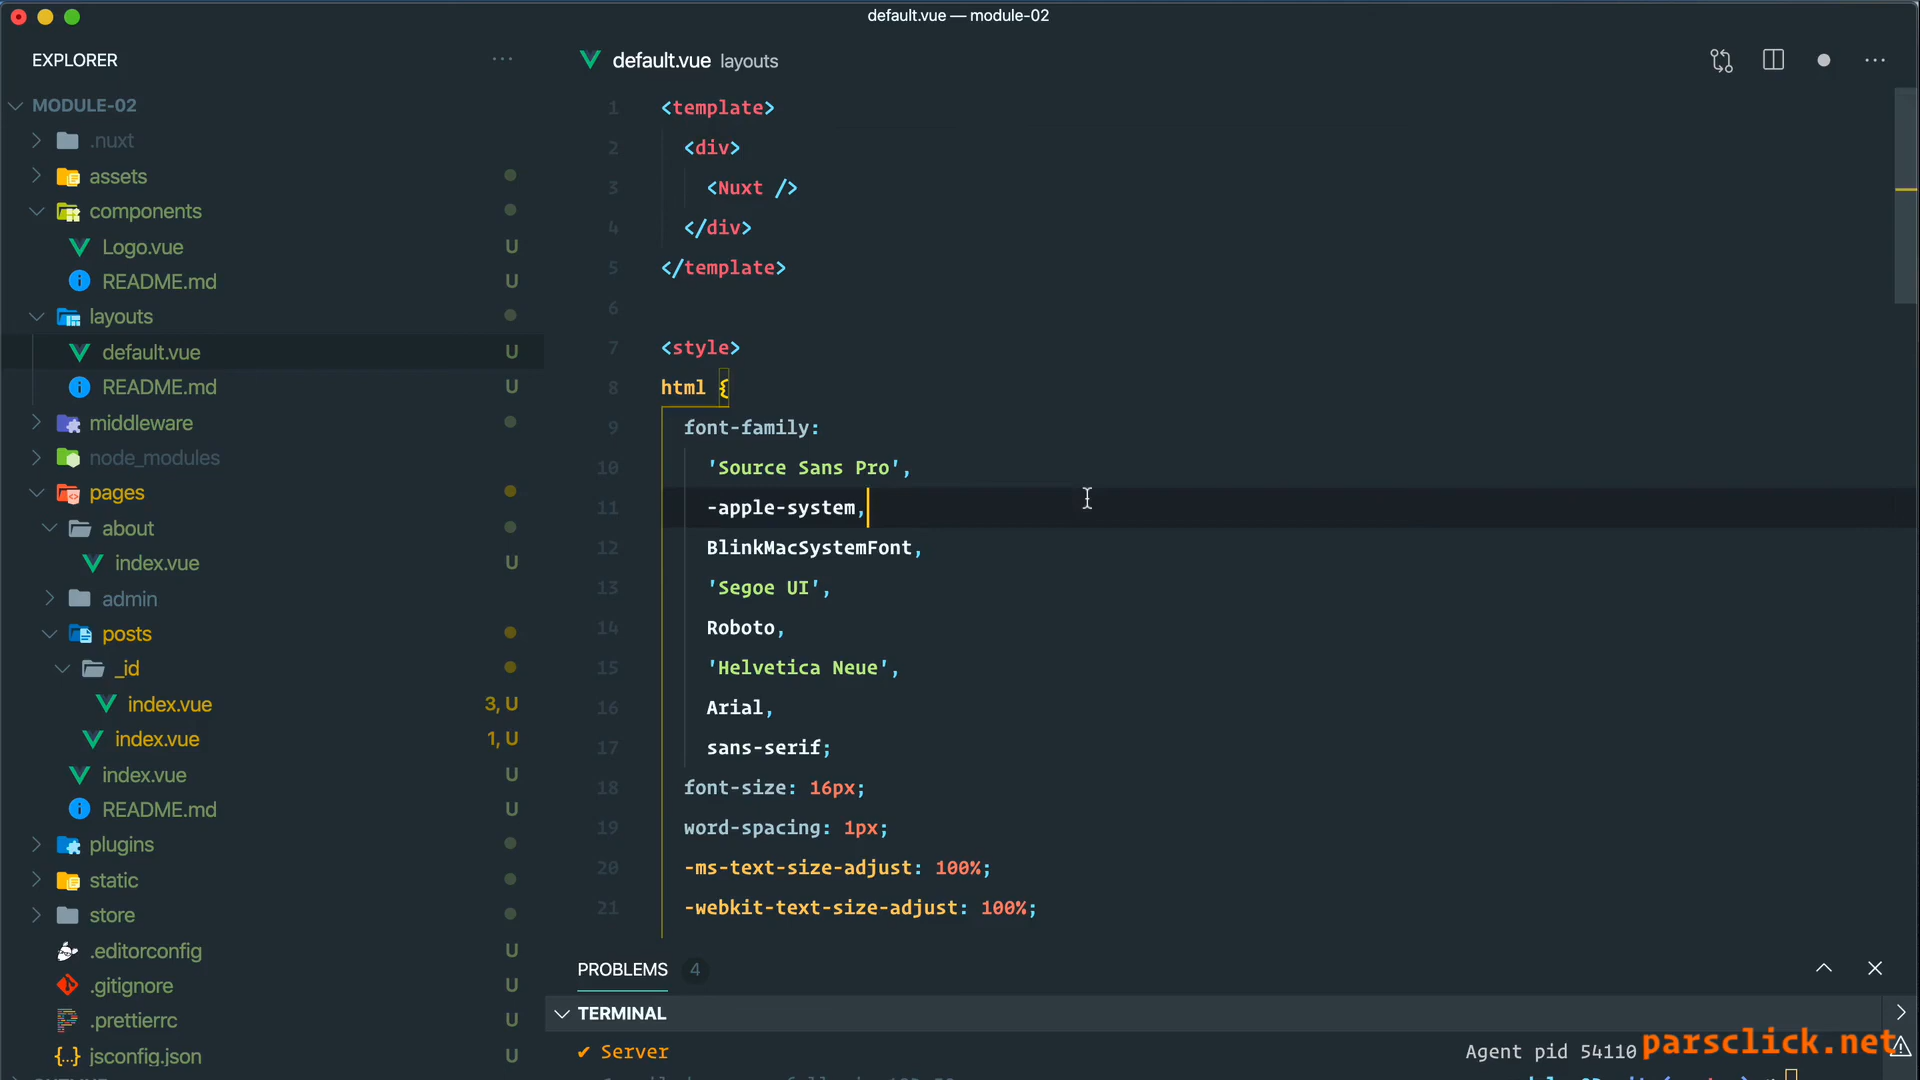 default.vue — module-02
EXPLORER
···
default.vue layouts
···
MODULE-02
.nuxt
assets
components
Logo.vue U
README.md U
layouts
default.vue U
README.md U
middleware
node_modules
pages
about
index.vue U
admin
posts
_id
index.vue 3, U
index.vue 1, U
index.vue U
README.md U
plugins
static
store
.editorconfig U
.gitignore U
.prettierrc U
jsconfig.json U
1 <template>
2 <div>
3 <Nuxt />
4 </div>
5 </template>
6
7 <style>
8 html {
9 font-family:
10 'Source Sans Pro',
11 -apple-system,
12 BlinkMacSystemFont,
13 'Segoe UI',
14 Roboto,
15 'Helvetica Neue',
16 Arial,
17 sans-serif;
18 font-size: 16px;
19 word-spacing: 1px;
20 -ms-text-size-adjust: 100%;
21 -webkit-text-size-adjust: 100%;
PROBLEMS 4
TERMINAL
✔ Server
Agent pid 54110
parsclick.net